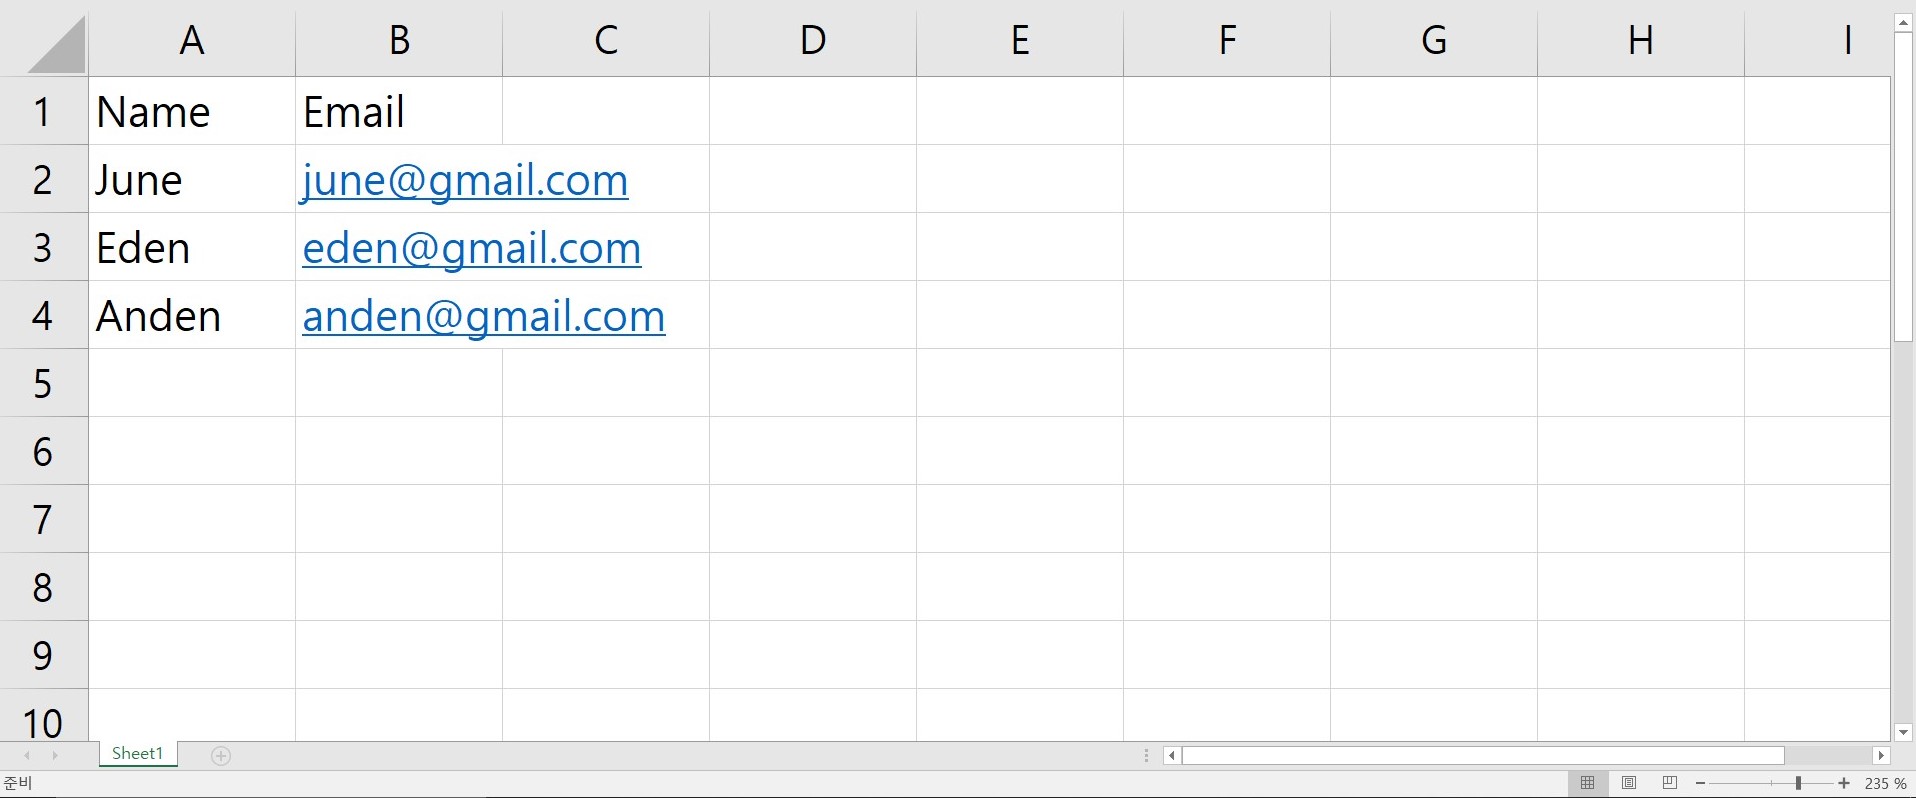 A B C D E F G H I
1 Name Email
2 June june@gmail.com
3 Eden eden@gmail.com
4 Anden anden@gmail.com
5
6
7
8
9
10
Sheet1
준비 235 %